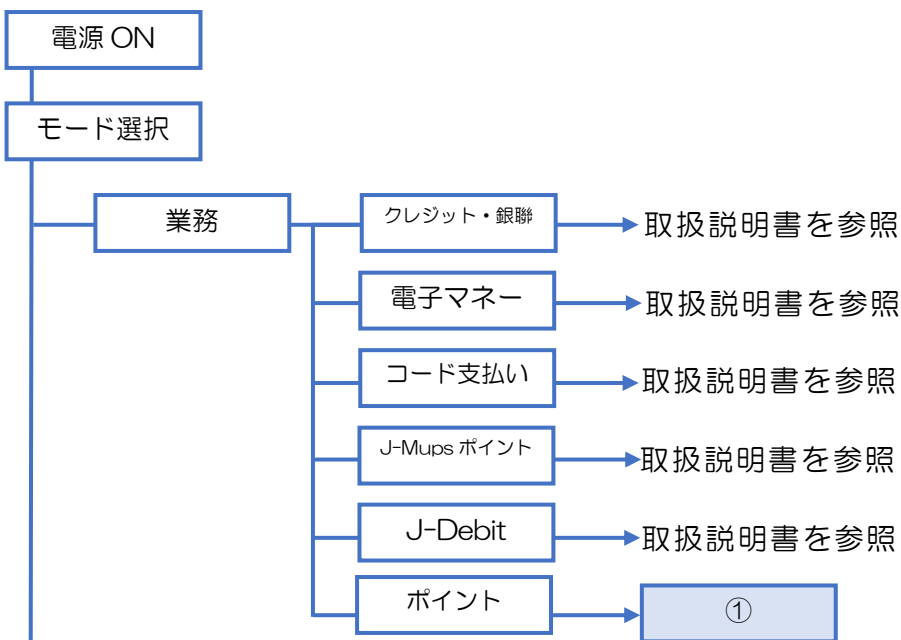 電源 ON
モード選択
業務
クレジット・銀聯
取扱説明書を参照
電子マネー
取扱説明書を参照
コード支払い
取扱説明書を参照
J-Mups ポイント
取扱説明書を参照
J-Debit
取扱説明書を参照
ポイント
①